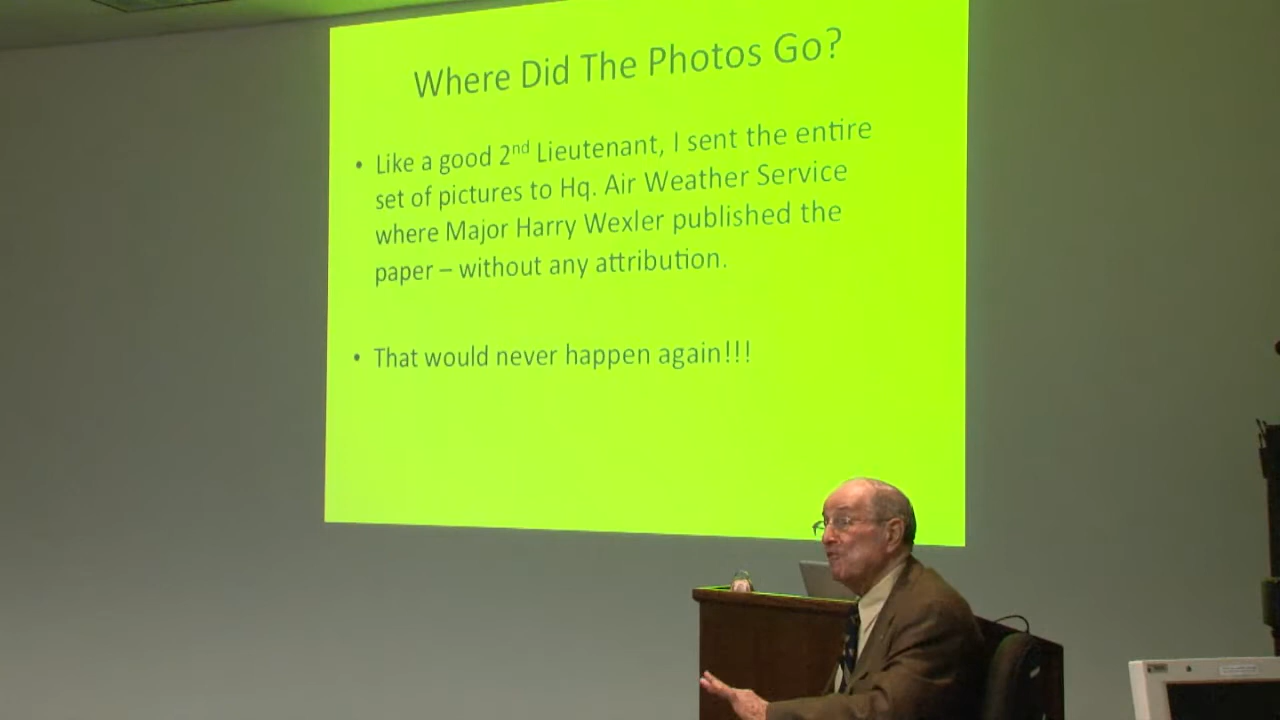 Where Did The Photos Go?
• Like a good 2nd Lieutenant, I sent the entire
set of pictures to Hq. Air Weather Service
where Major Harry Wexler published the
paper – without any attribution.
• That would never happen again!!!